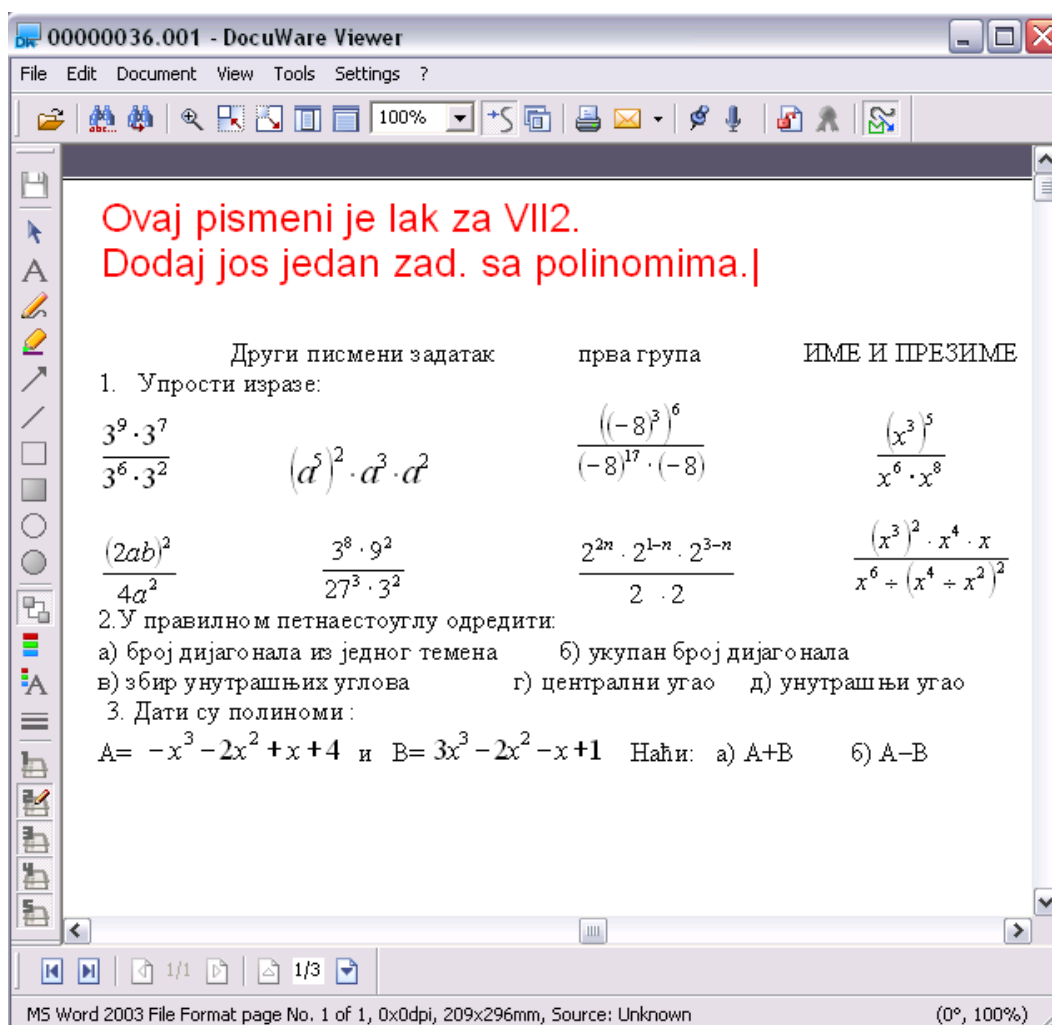 00000036.001 - DocuWare Viewer
File Edit Document View Tools Settings ?
abc... 100%
Ovaj pismeni je lak za VII2.
Dodaj jos jedan zad. sa polinomima.
Други писмени задатак прва група ИМЕ И ПРЕЗИМЕ
1. Упрости изразе:
(3⁹·3⁷)/(3⁶·3²) (a⁵)²·a³·a² ((-8)³)⁶/((-8)¹⁷·(-8)) (x³)⁵/(x⁶·x⁸)
(2ab)²/(4a²) (3⁸·9²)/(27³·3²) (2²ⁿ·2¹⁻ⁿ·2³⁻ⁿ)/(2 ·2) ((x³)²·x⁴·x)/(x⁶÷(x⁴÷x²)²)
2.У правилном петнаестоуглу одредити:
а) број дијагонала из једног темена б) укупан број дијагонала
в) збир унутрашњих углова г) централни угао д) унутрашњи угао
3. Дати су полиноми :
А= −x³−2x²+x+4 и В= 3x³−2x²−x+1 Наћи: а) А+В б) А−В
1/1 1/3
MS Word 2003 File Format page No. 1 of 1, 0x0dpi, 209x296mm, Source: Unknown (0°, 100%)